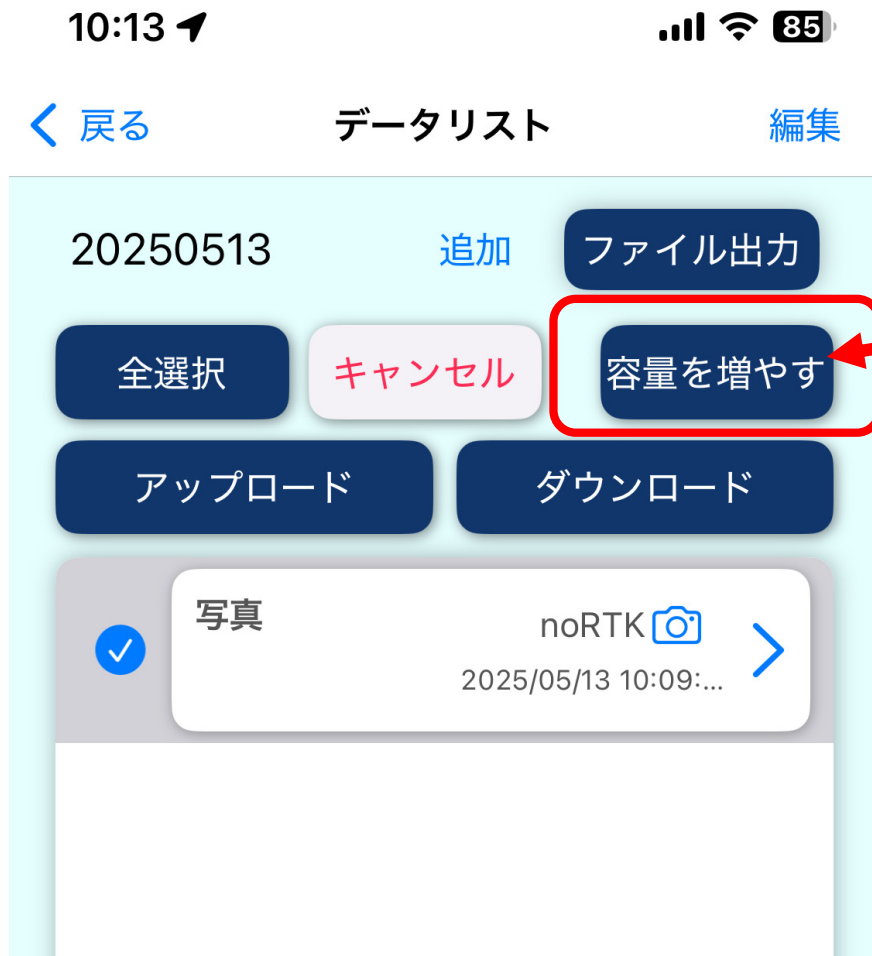 10:13 85
戻る データリスト 編集
20250513 追加 ファイル出力
全選択 キャンセル 容量を増やす
アップロード ダウンロード
写真 noRTK
2025/05/13 10:09:...